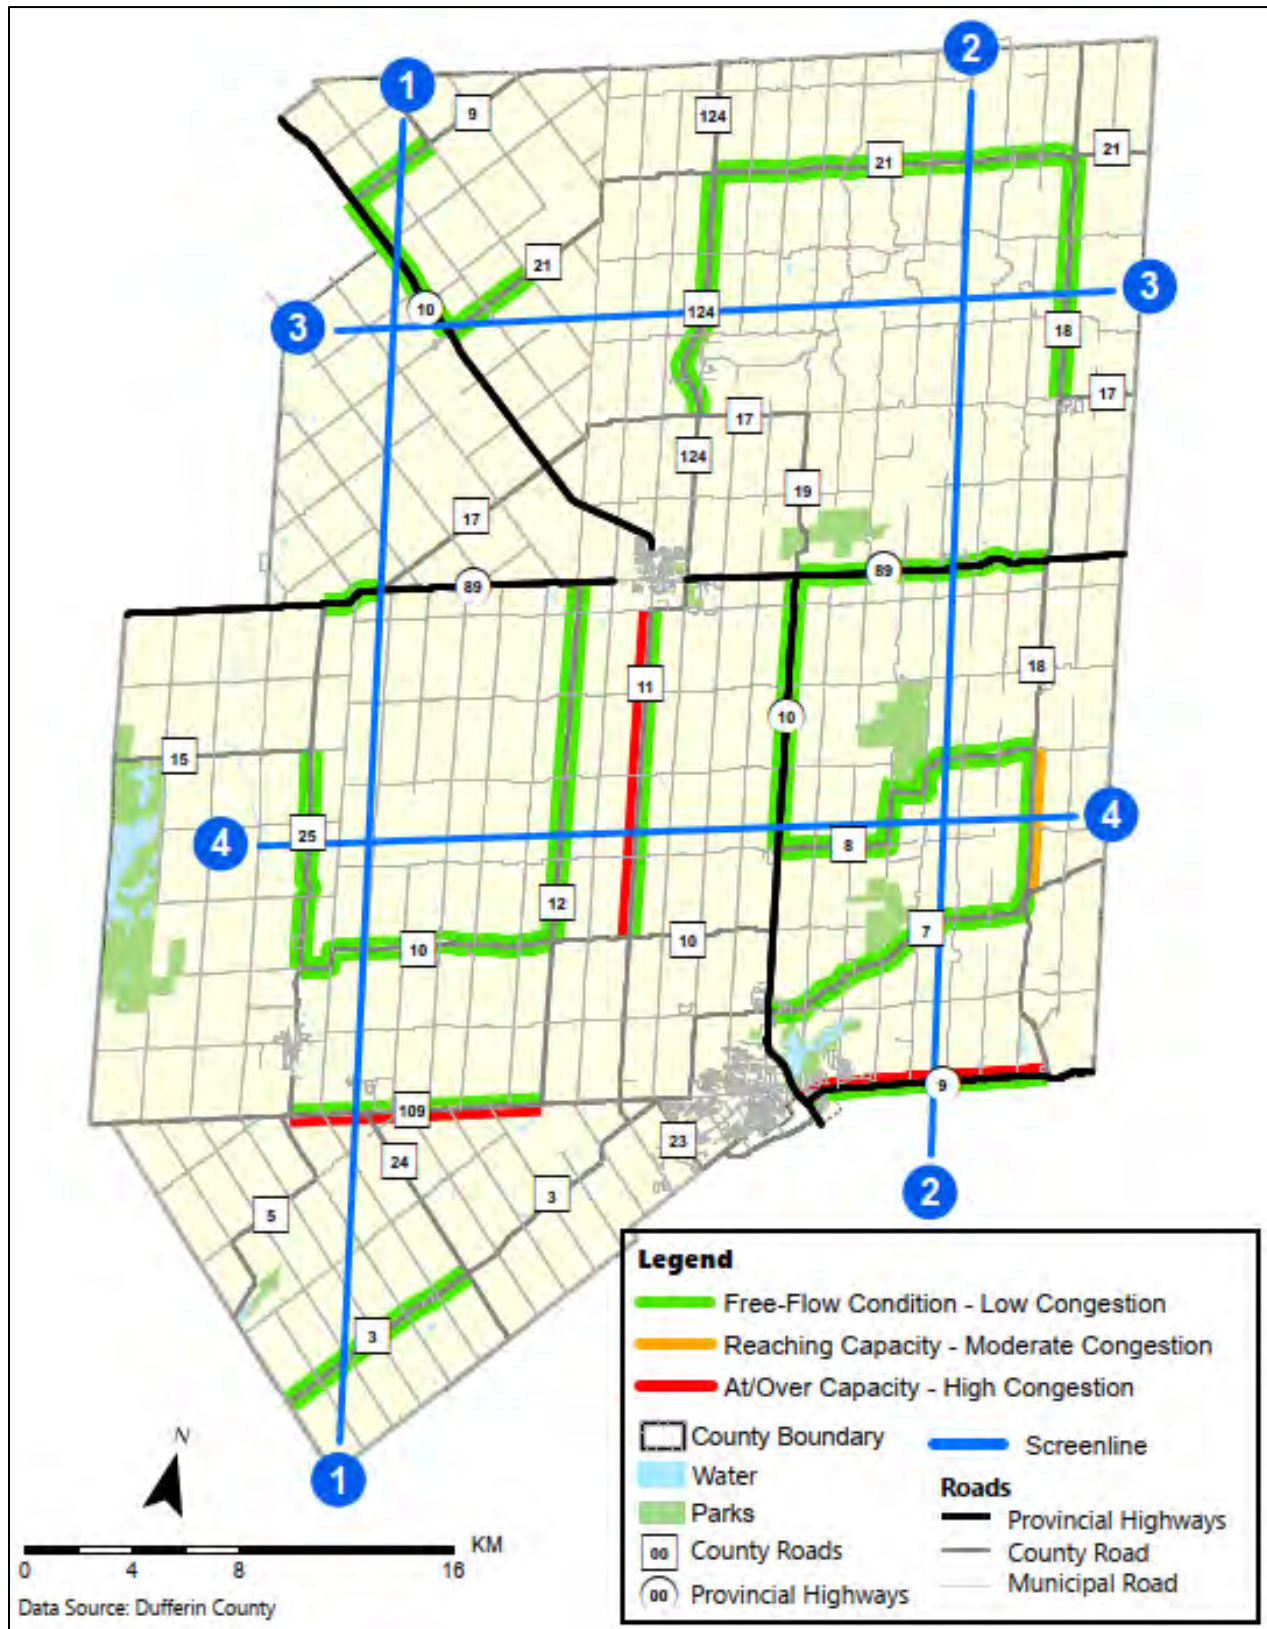 2
1
9
124
21
21
21
10
3
3
124
18
17
17
124
19
17
89
89
18
11
10
15
4
4
25
8
12
7
10
10
9
109
23
24
2
3
5
3
1
Legend
Free-Flow Condition - Low Congestion
Reaching Capacity - Moderate Congestion
At/Over Capacity - High Congestion
County Boundary
Screenline
Water
Roads
Parks
Provincial Highways
00 County Roads
County Road
00 Provincial Highways
Municipal Road
N
KM
0 4 8 16
Data Source: Dufferin County